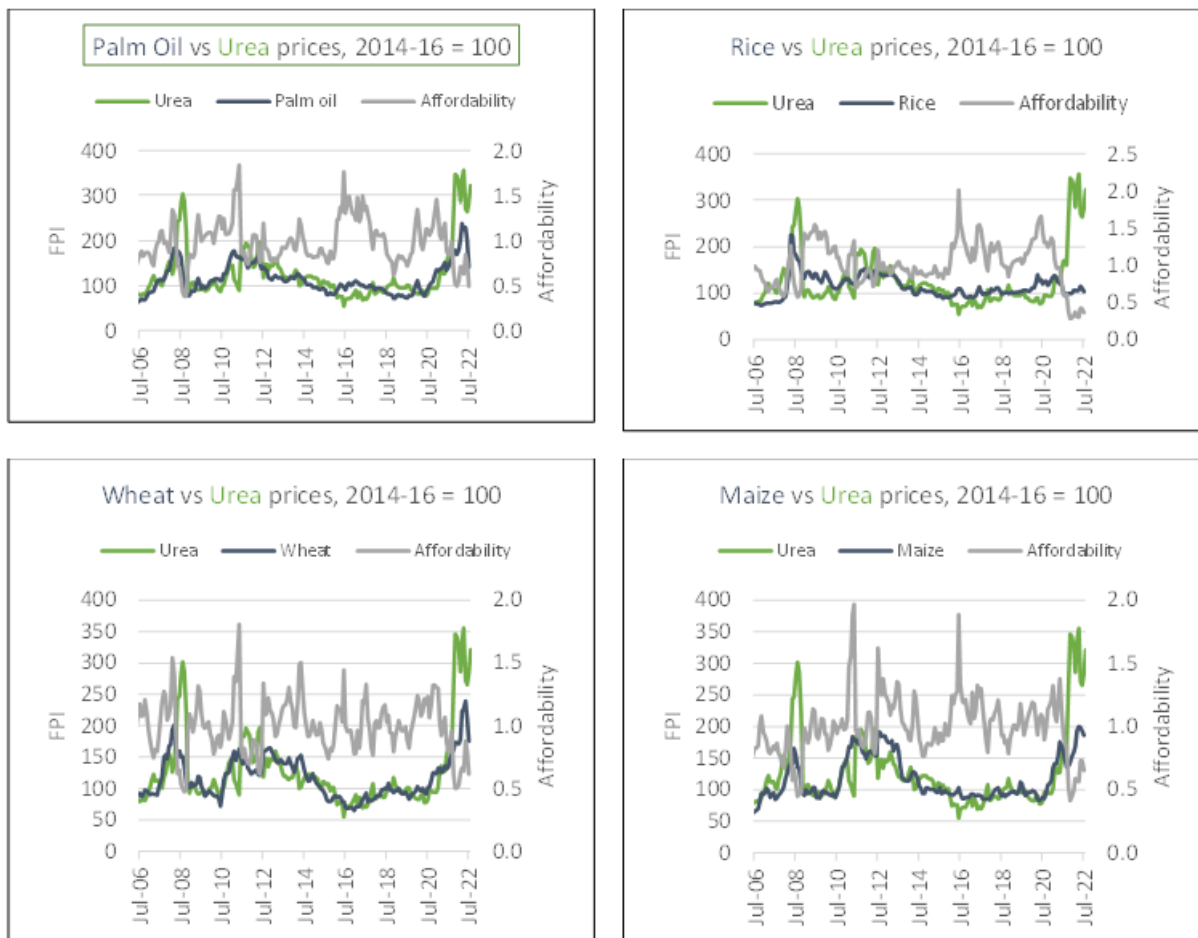 Palm Oil vs Urea prices, 2014-16 = 100
Urea Palm oil Affordability
400
300
200
100
0
FPI
2.0
1.5
1.0
0.5
0.0
Affordability
Jul-06
Jul-08
Jul-10
Jul-12
Jul-14
Jul-16
Jul-18
Jul-20
Jul-22
Rice vs Urea prices, 2014-16 = 100
Urea Rice Affordability
400
300
200
100
0
FPI
2.5
2.0
1.5
1.0
0.5
0.0
Affordability
Jul-06
Jul-08
Jul-10
Jul-12
Jul-14
Jul-16
Jul-18
Jul-20
Jul-22
Wheat vs Urea prices, 2014-16 = 100
Urea Wheat Affordability
400
350
300
250
200
150
100
50
0
FPI
2.0
1.5
1.0
0.5
0.0
Affordability
Jul-06
Jul-08
Jul-10
Jul-12
Jul-14
Jul-16
Jul-18
Jul-20
Jul-22
Maize vs Urea prices, 2014-16 = 100
Urea Maize Affordability
400
350
300
250
200
150
100
50
0
FPI
2.0
1.5
1.0
0.5
0.0
Affordability
Jul-06
Jul-08
Jul-10
Jul-12
Jul-14
Jul-16
Jul-18
Jul-20
Jul-22